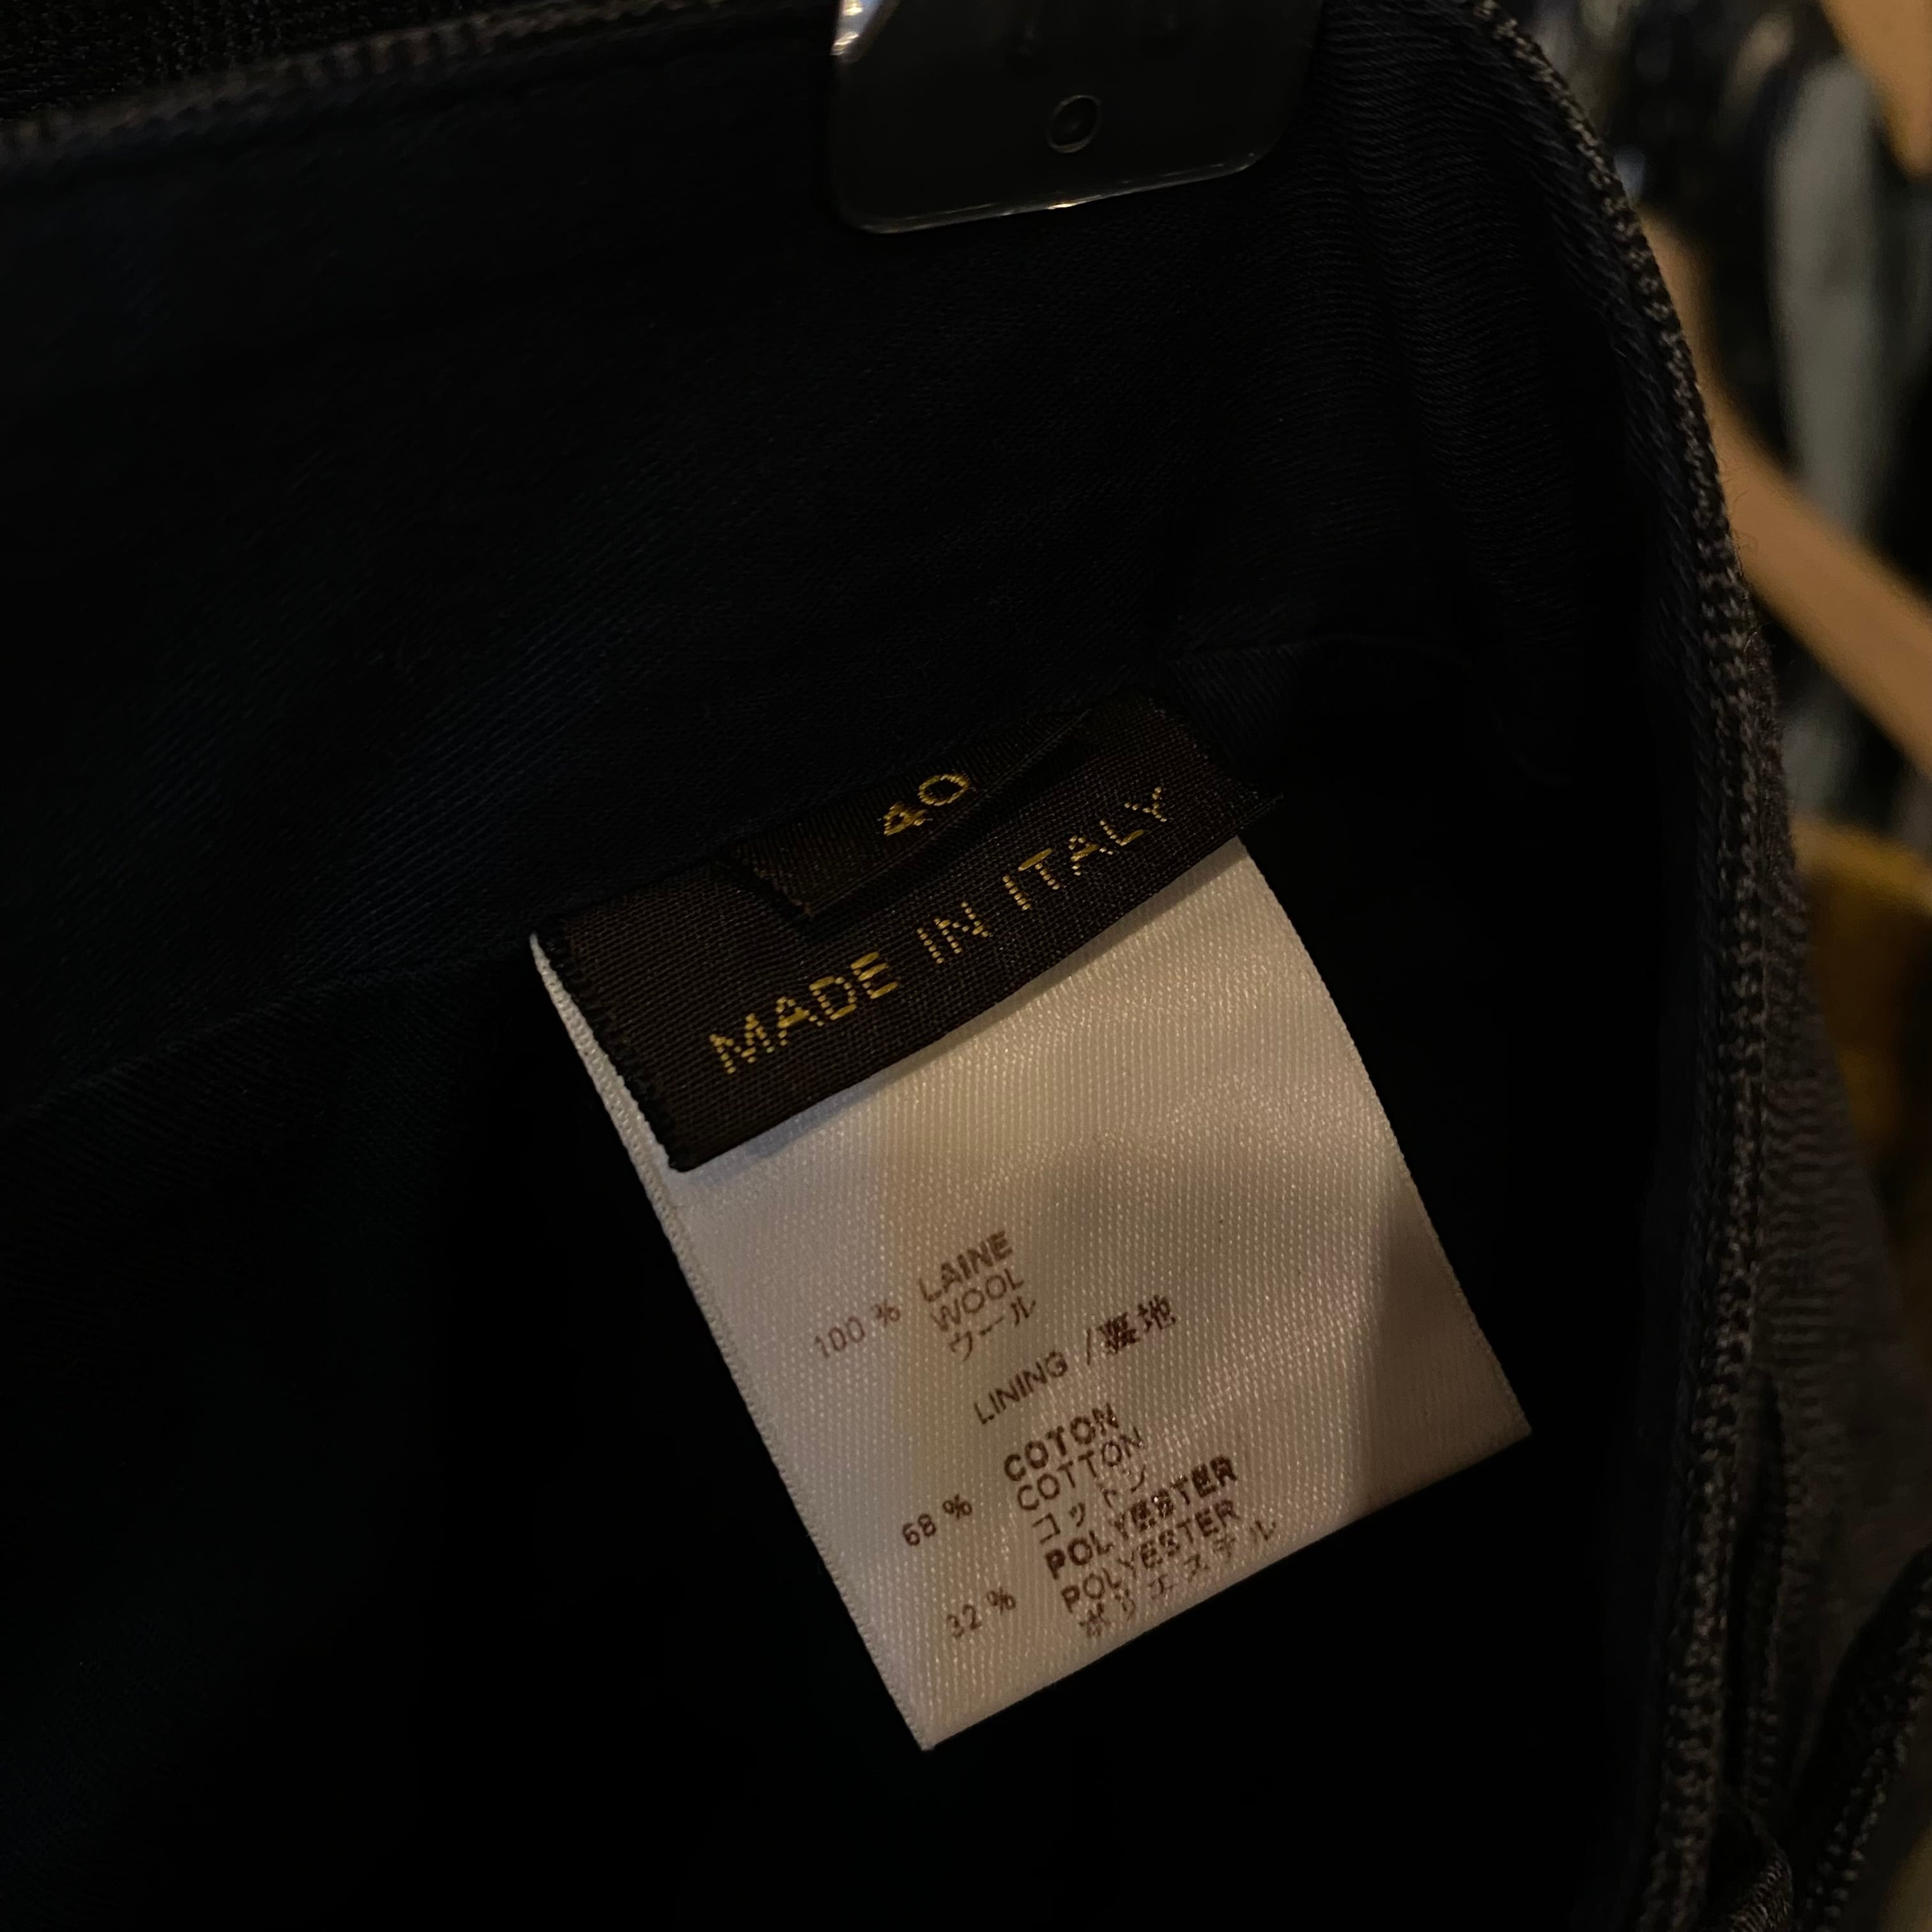 40
MADE IN ITALY
100 % LAINE
WOOL
ウール
LINING /裏地
COTON
68 % COTTON
コットン
POLYESTER
32 % POLYESTER
ポリエステル